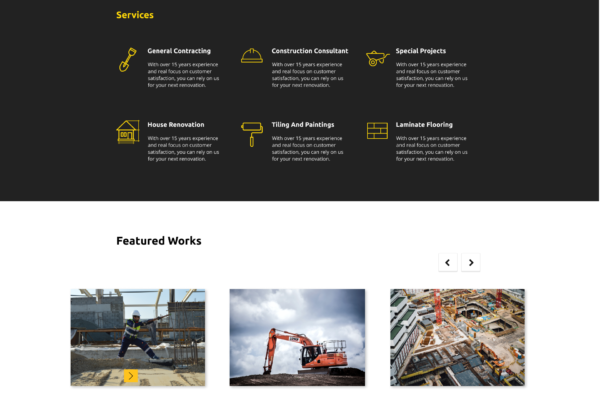 Services
General Contracting
With over 15 years experience
and real focus on customer
satisfaction, you can rely on us
for your next renovation.
Construction Consultant
With over 15 years experience
and real focus on customer
satisfaction, you can rely on us
for your next renovation.
Special Projects
With over 15 years experience
and real focus on customer
satisfaction, you can rely on us
for your next renovation.
House Renovation
With over 15 years experience
and real focus on customer
satisfaction, you can rely on us
for your next renovation.
Tiling And Paintings
With over 15 years experience
and real focus on customer
satisfaction, you can rely on us
for your next renovation.
Laminate Flooring
With over 15 years experience
and real focus on customer
satisfaction, you can rely on us
for your next renovation.
Featured Works